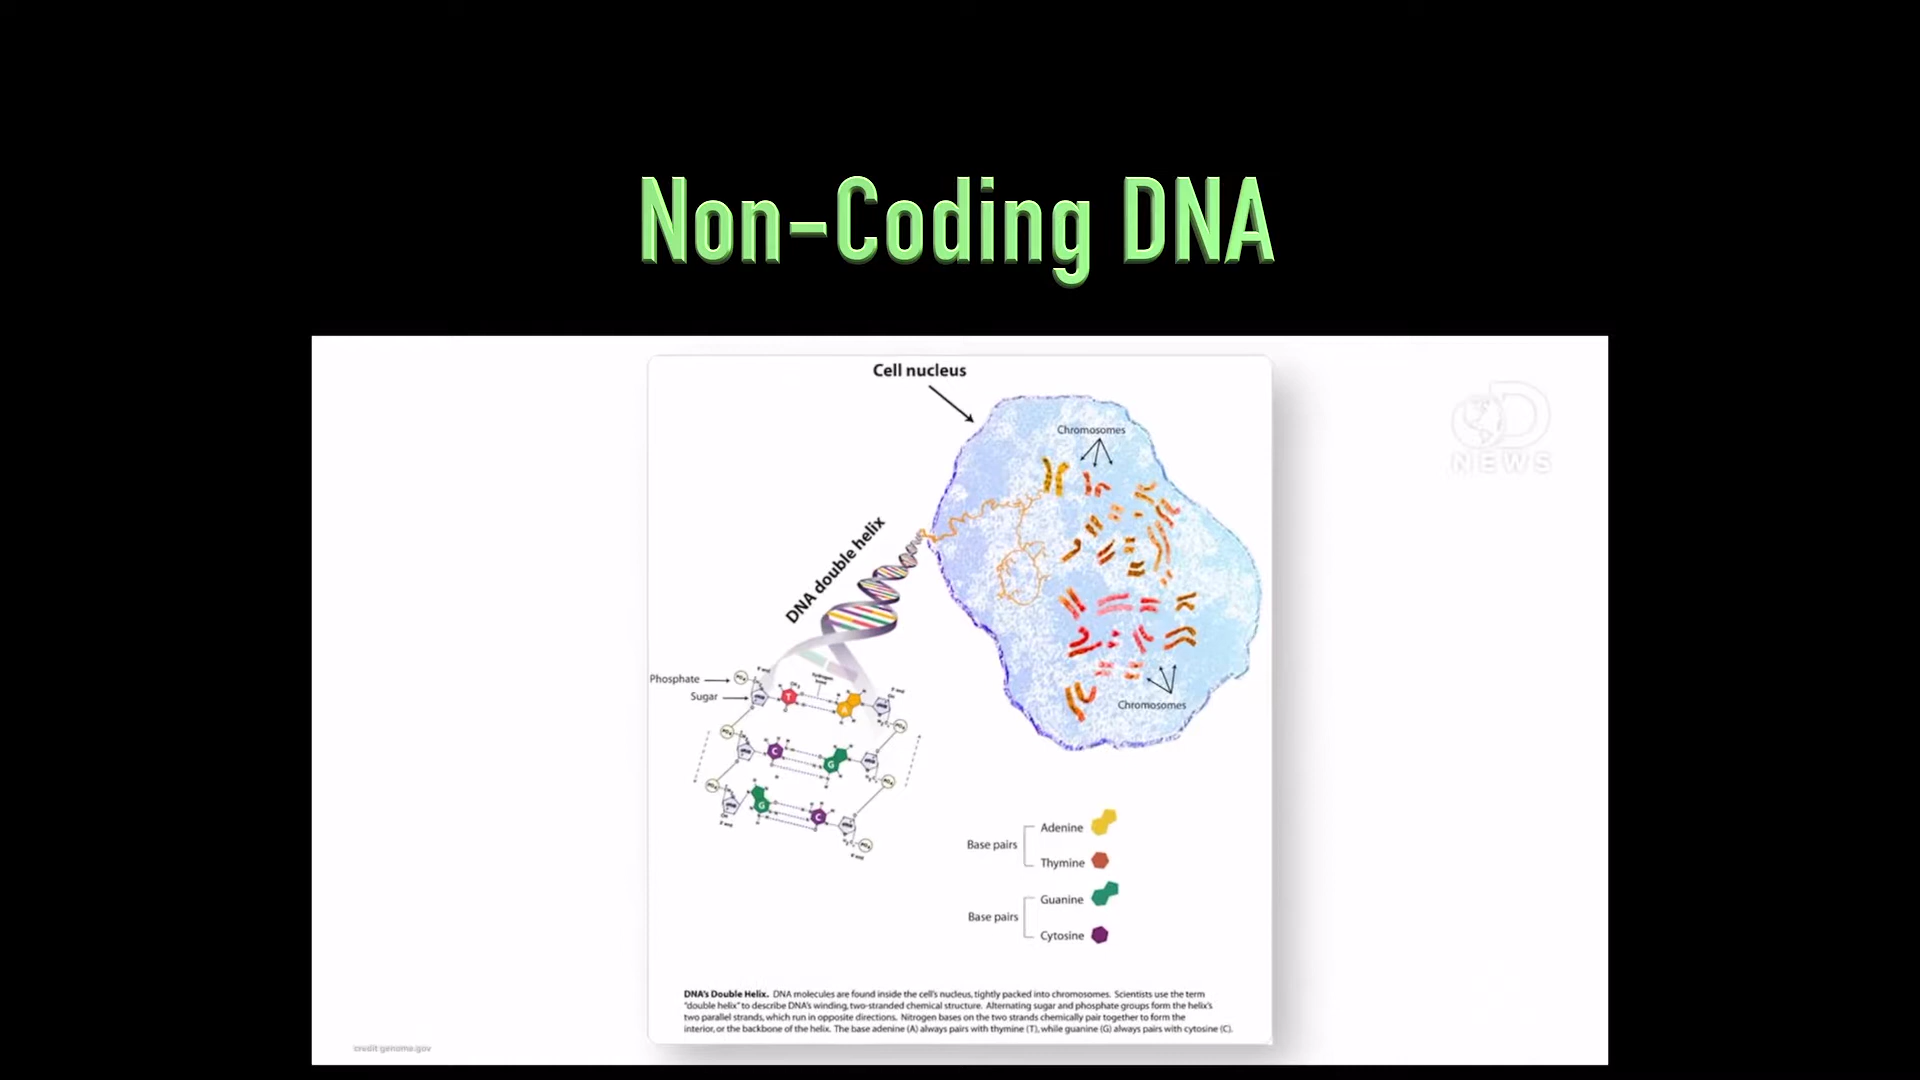 Non-Coding DNA
Cell nucleus
Chromosomes
NEWS
DNA double helix
Phosphate
Sugar
T
A
C
G
G
C
Chromosomes
Base pairs
Adenine
Thymine
Base pairs
Guanine
Cytosine
DNA's Double Helix. DNA molecules are found inside the cell's nucleus, tightly packed into chromosomes. Scientists use the term
"double helix" to describe DNA's winding, two-stranded chemical structure. Alternating sugar and phosphate groups form the helix's
two parallel strands, which run in opposite directions. Nitrogen bases on the two strands chemically pair together to form the
interior, or the backbone of the helix. The base adenine (A) always pairs with thymine (T), while guanine (G) always pairs with cytosine (C).
credit genome.gov